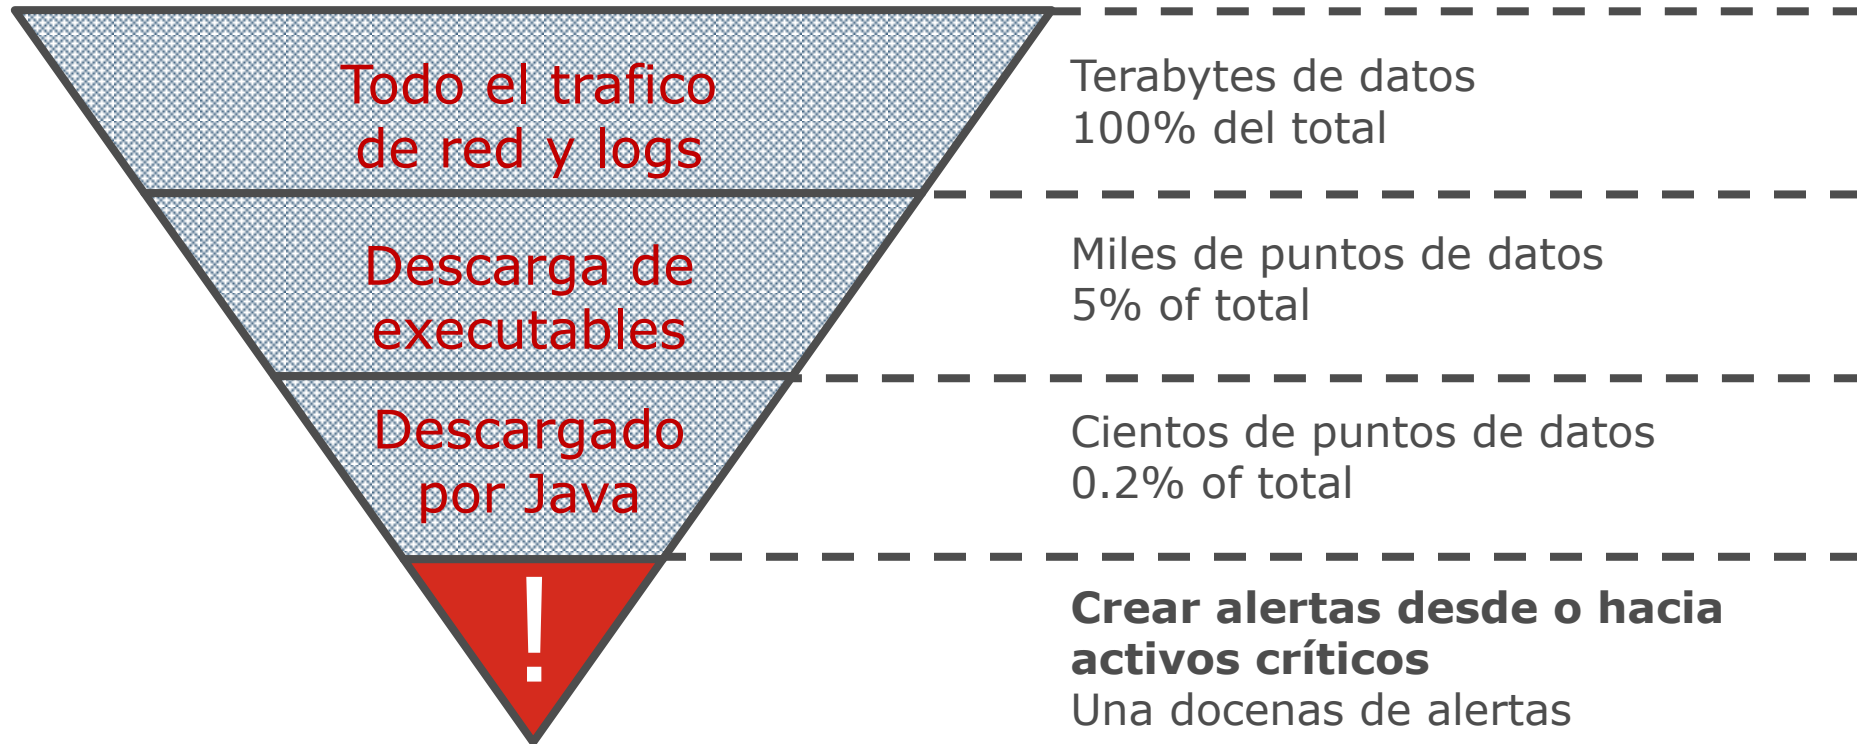 Todo el trafico
de red y logs
Terabytes de datos
100% del total
Descarga de
executables
Miles de puntos de datos
5% of total
Descargado
por Java
Cientos de puntos de datos
0.2% of total
!
Crear alertas desde o hacia
activos críticos
Una docenas de alertas